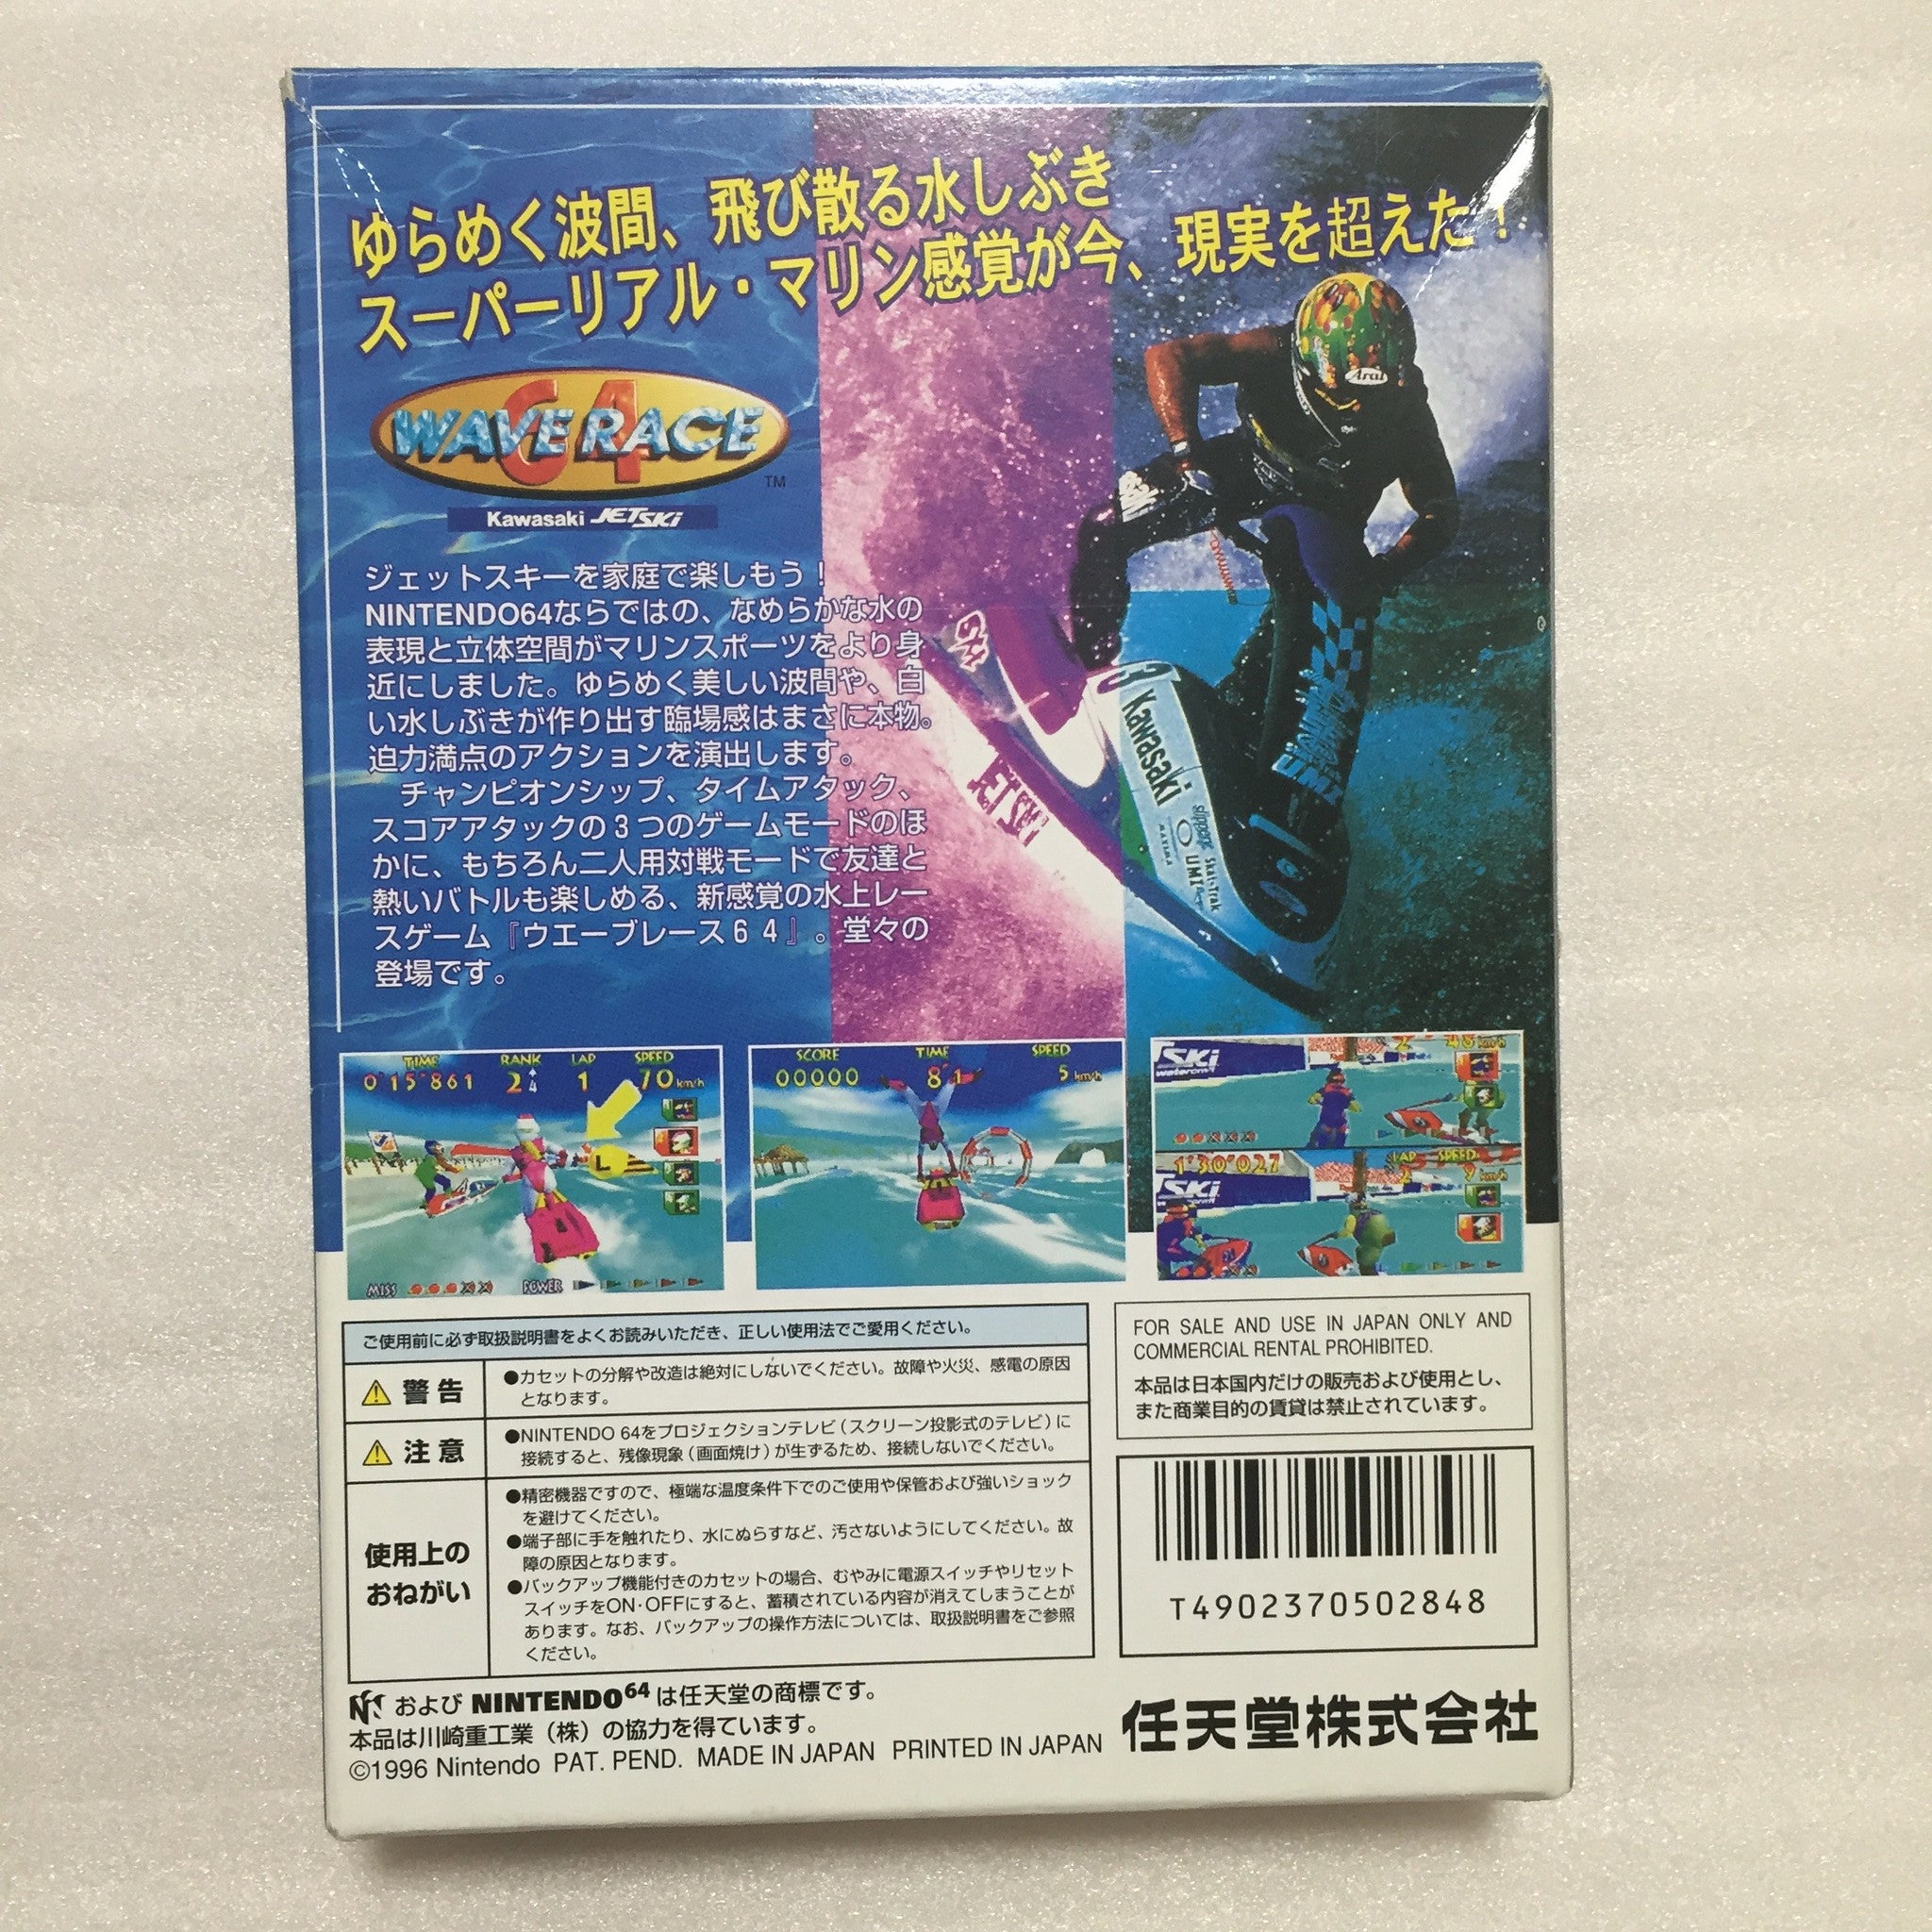 ゆらめく波間、飛び散る水しぶき
スーパーリアル・マリン感覚が今、現実を超えた！
WAVE RACE 64
TM
Kawasaki JET SKI
ジェットスキーを家庭で楽しもう！
NINTENDO64ならではの、なめらかな水の
表現と立体空間がマリンスポーツをより身
近にしました。ゆらめく美しい波間や、白
い水しぶきが作り出す臨場感はまさに本物。
迫力満点のアクションを演出します。
チャンピオンシップ、タイムアタック、
スコアアタックの３つのゲームモードのほ
かに、もちろん二人用対戦モードで友達と
熱いバトルも楽しめる、新感覚の水上レー
スゲーム『ウエーブレース６４』。堂々の
登場です。
Arai
Kawasaki
slippery
UMI
Skat-Trak
TIME RANK LAP SPEED
0'15"861 2 4 1 70 km/h
L
MISS POWER
SCORE TIME SPEED
00000 8"1 5 km/h
SKi
2 48 km/h
1'30"027 LAP 2 SPEED 9 km/h
SKi
ご使用前に必ず取扱説明書をよくお読みいただき、正しい使用法でご愛用ください。
警告
●カセットの分解や改造は絶対にしないでください。故障や火災、感電の原因
となります。
注意
●NINTENDO 64をプロジェクションテレビ（スクリーン投影式のテレビ）に
接続すると、残像現象（画面焼け）が生ずるため、接続しないでください。
使用上の
おねがい
●精密機器ですので、極端な温度条件下でのご使用や保管および強いショック
を避けてください。
●端子部に手を触れたり、水にぬらすなど、汚さないようにしてください。故
障の原因となります。
●バックアップ機能付きのカセットの場合、むやみに電源スイッチやリセット
スイッチをON・OFFにすると、蓄積されている内容が消えてしまうことが
あります。なお、バックアップの操作方法については、取扱説明書をご参照
ください。
FOR SALE AND USE IN JAPAN ONLY AND
COMMERCIAL RENTAL PROHIBITED.
本品は日本国内だけの販売および使用とし、
また商業目的の賃貸は禁止されています。
T4902370502848
および NINTENDO64 は任天堂の商標です。
本品は川崎重工業（株）の協力を得ています。
©1996 Nintendo PAT. PEND. MADE IN JAPAN PRINTED IN JAPAN
任天堂株式会社